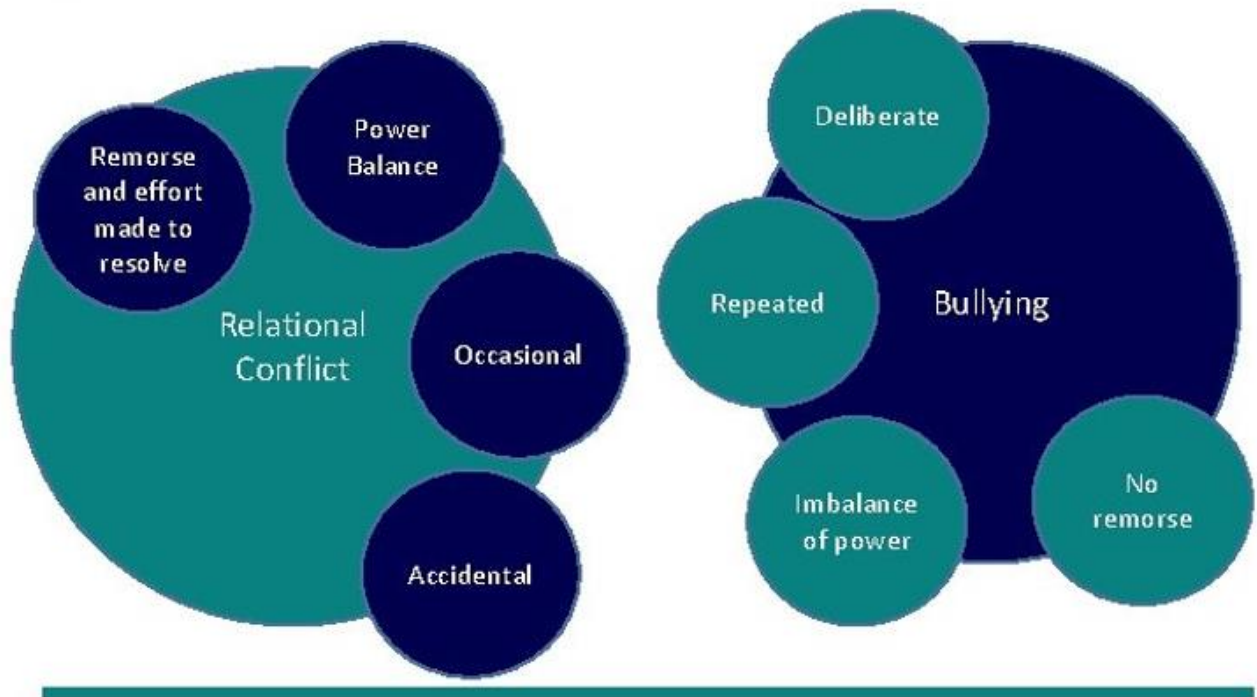 Remorse
and effort
made to
resolve
Power
Balance
Relational
Conflict
Occasional
Accidental
Deliberate
Repeated
Bullying
Imbalance
of power
No
remorse